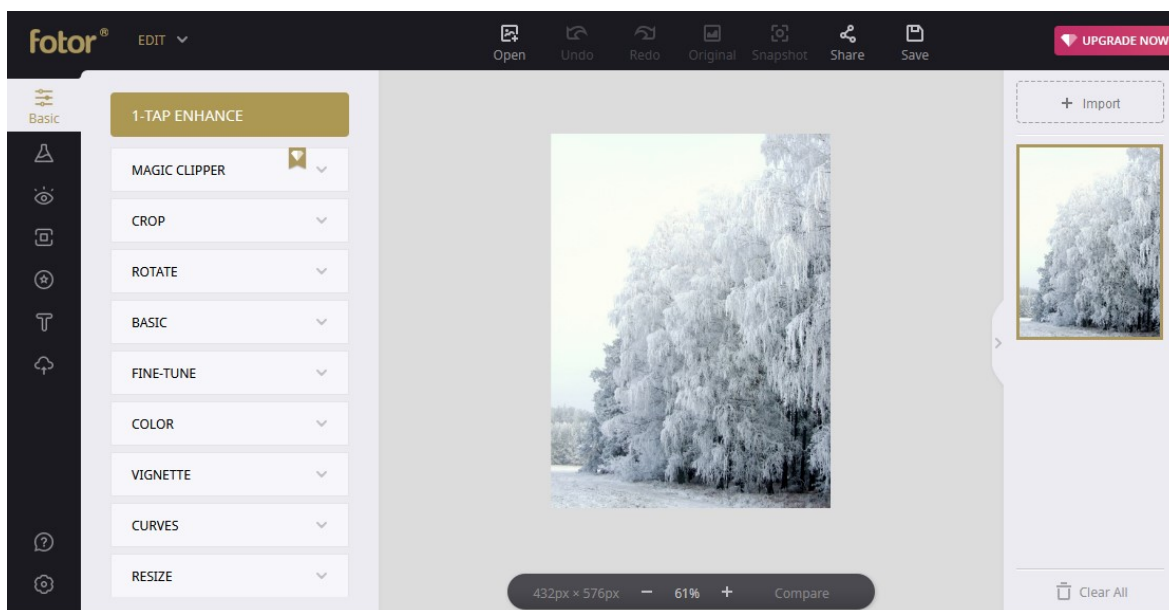 fotor®
EDIT
Open
Undo
Redo
Original
Snapshot
Share
Save
UPGRADE NOW
Basic
1-TAP ENHANCE
MAGIC CLIPPER
CROP
ROTATE
BASIC
FINE-TUNE
COLOR
VIGNETTE
CURVES
RESIZE
432px × 576px − 61% + Compare
+ Import
Clear All